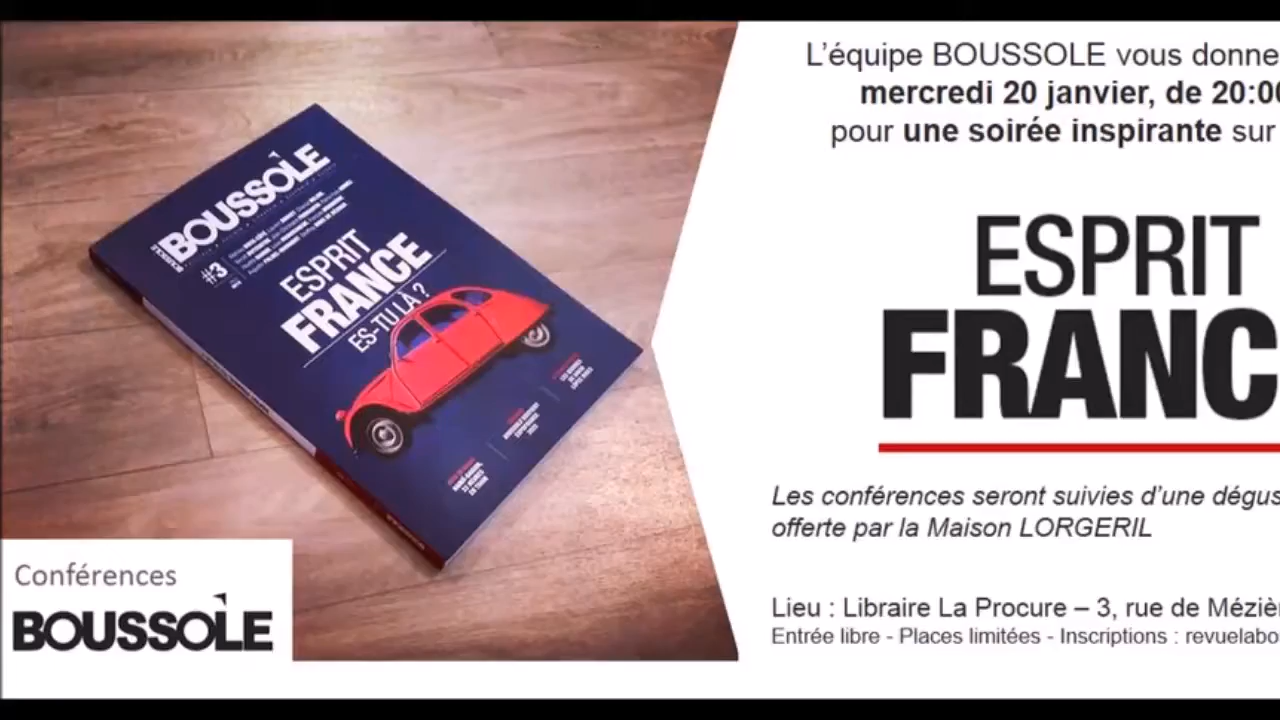 BOUSSOLE
#3
ESPRIT
FRANCE
ES-TU LÀ ?
Conférences
BOUSSOLE
L'équipe BOUSSOLE vous donne
mercredi 20 janvier, de 20:00
pour une soirée inspirante sur
ESPRIT
FRANC
Les conférences seront suivies d'une dégus
offerte par la Maison LORGERIL
Lieu : Libraire La Procure – 3, rue de Méziè
Entrée libre - Places limitées - Inscriptions : revuelabo